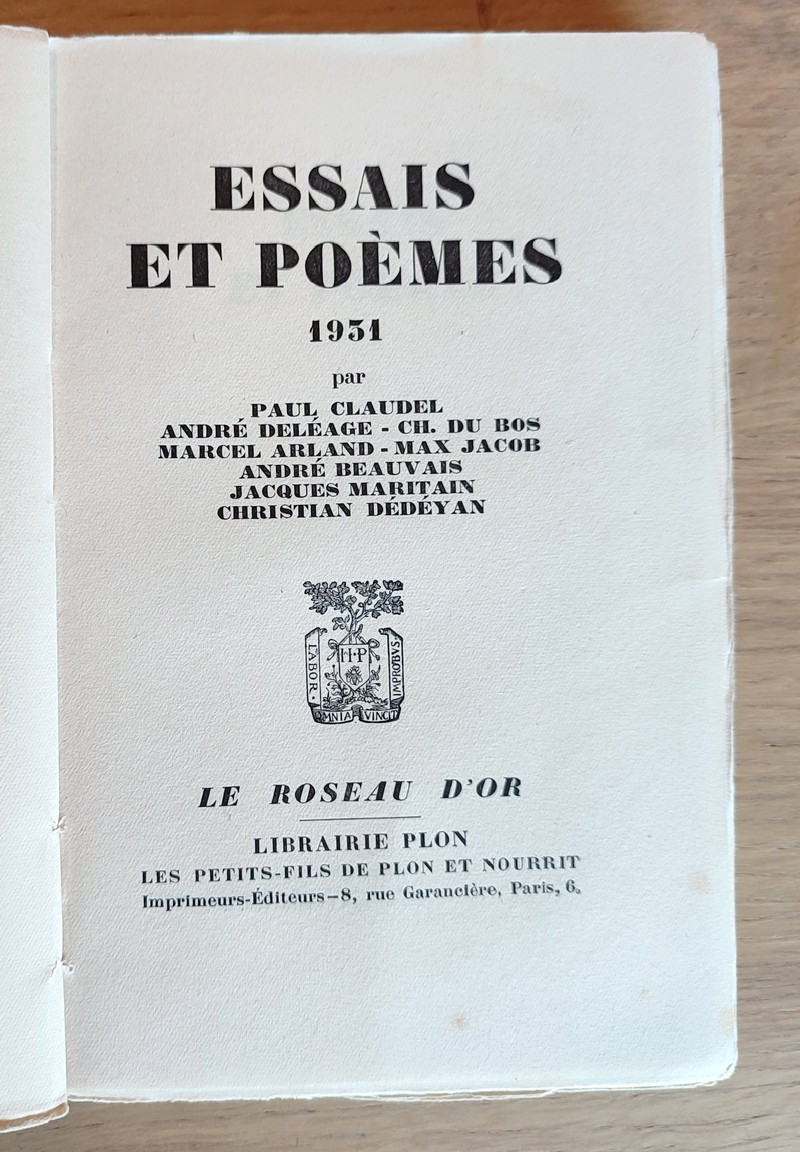 ESSAIS
ET POÈMES
1931
par
PAUL CLAUDEL
ANDRÉ DELÉAGE - CH. DU BOS
MARCEL ARLAND - MAX JACOB
ANDRÉ BEAUVAIS
JACQUES MARITAIN
CHRISTIAN DÉDÉYAN
H·P
LABOR·
IMPROBVS
OMNIA VINCIT
LE ROSEAU D'OR
LIBRAIRIE PLON
LES PETITS-FILS DE PLON ET NOURRIT
Imprimeurs-Éditeurs—8, rue Garancière, Paris, 6e